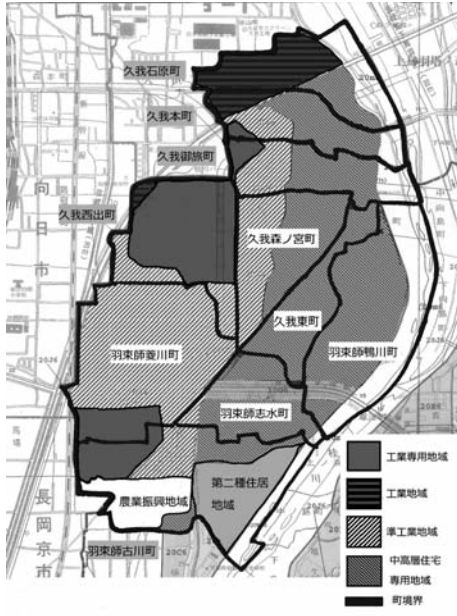 久我石原町
久我本町
久我御旅町
向日市
久我西出町
久我森ノ宮町
久我東町
羽束師菱川町
羽束師鴨川町
羽束師志水町
第二種住居
地域
農業振興地域
長岡京市
羽束師古川町
工業専用地域
工業地域
準工業地域
中高層住宅
専用地域
町境界